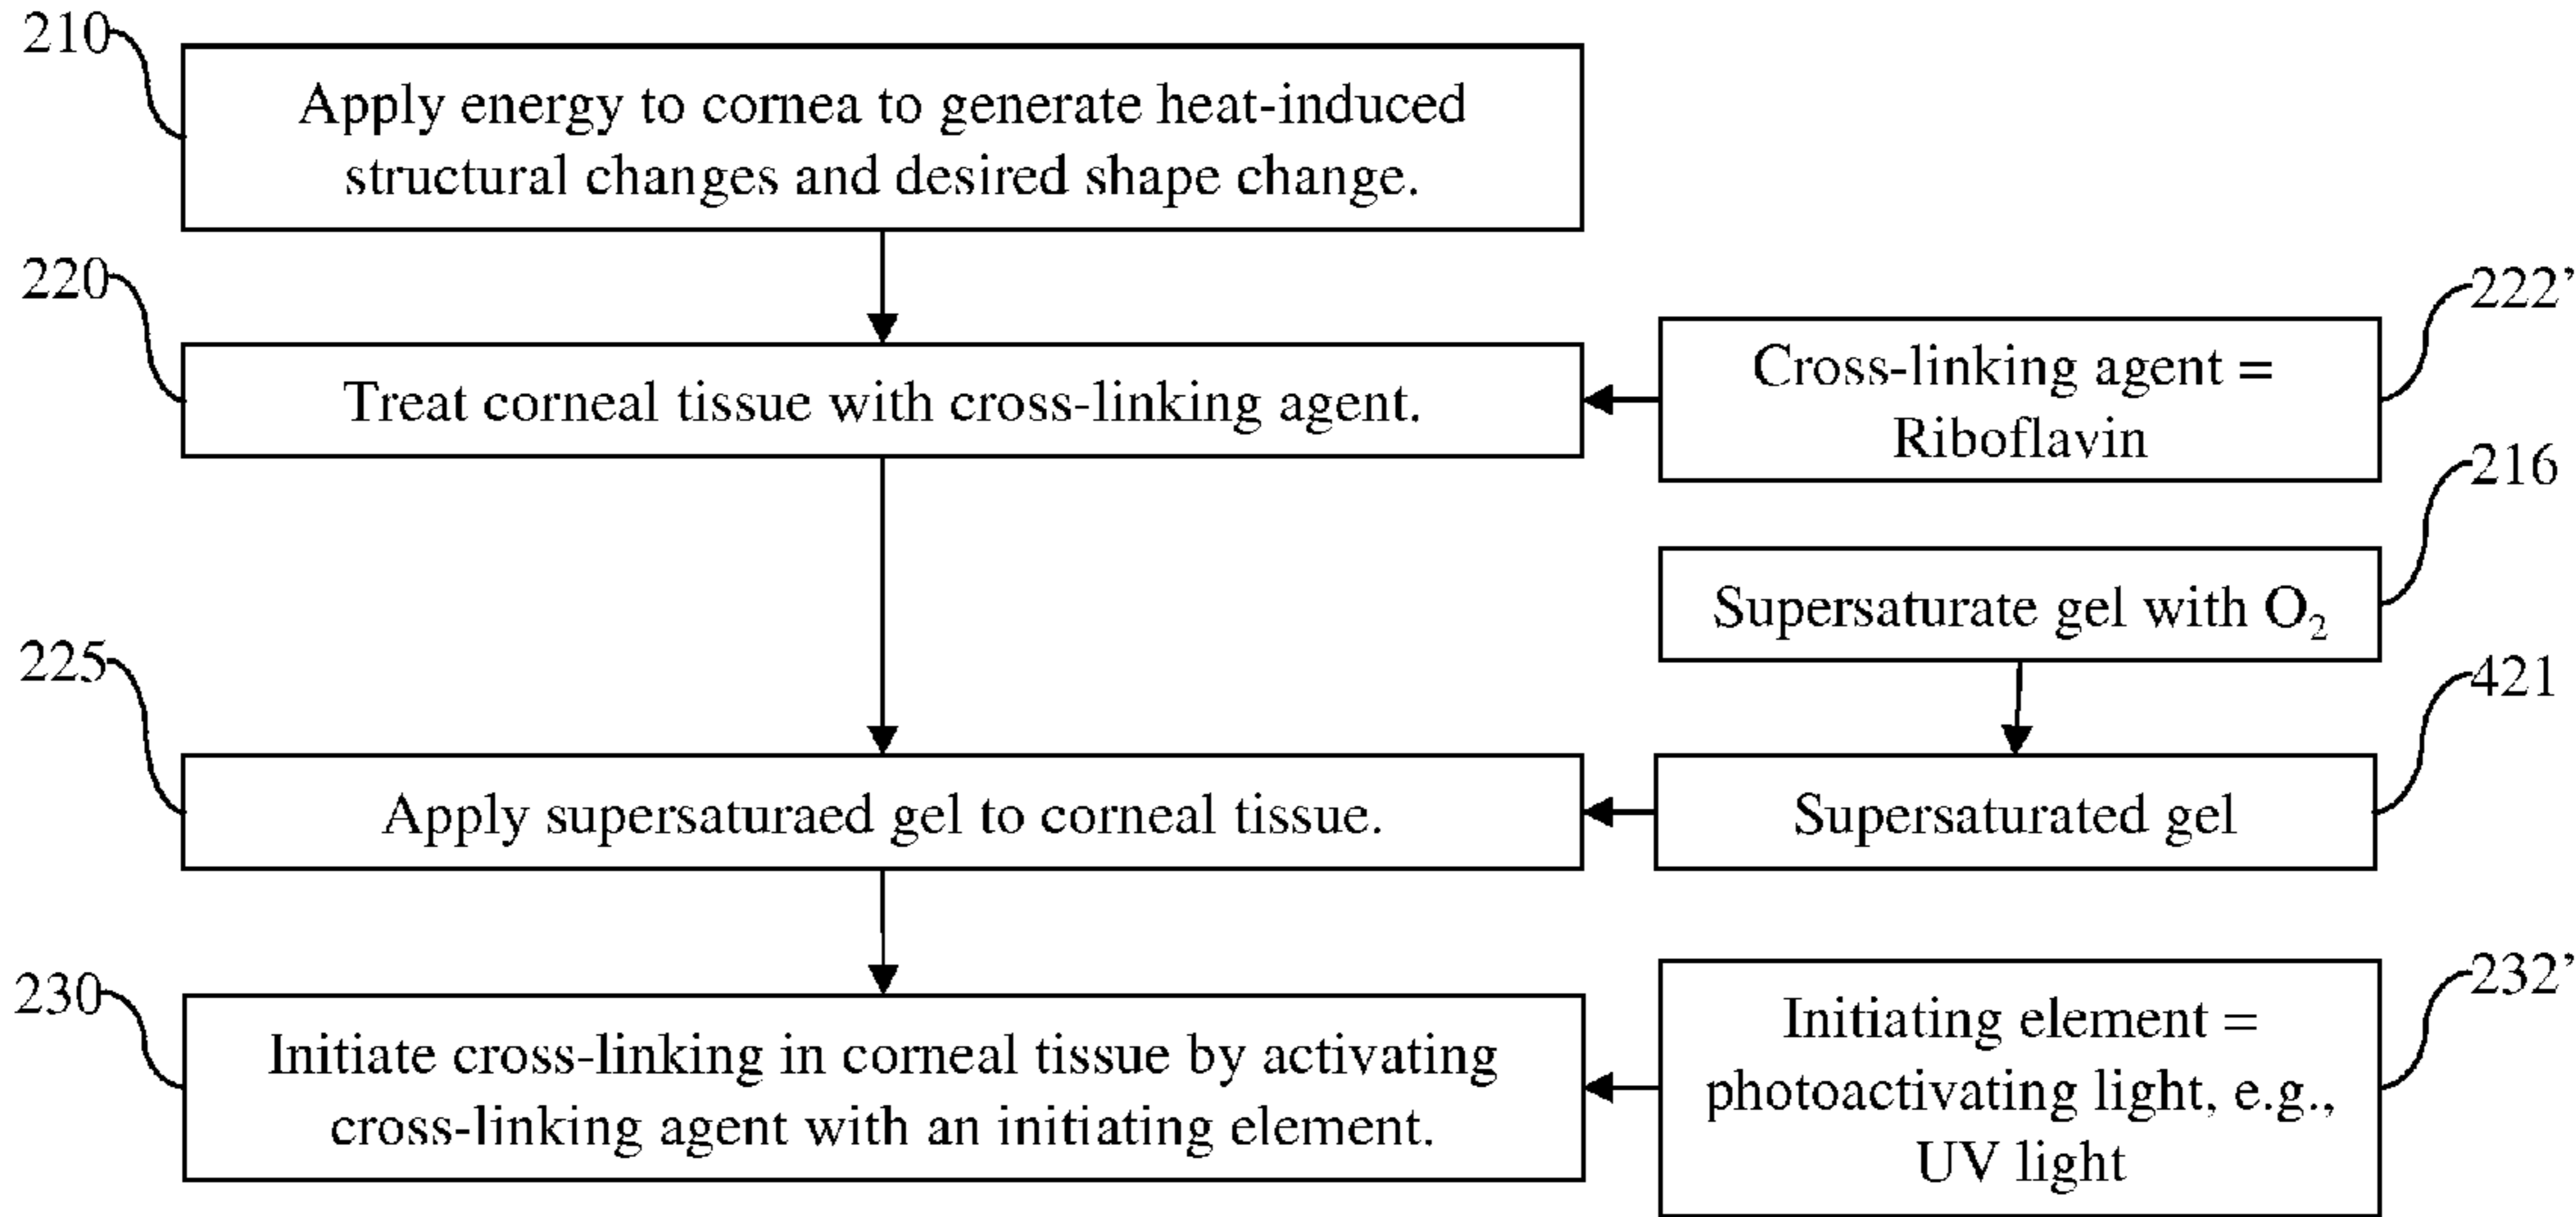 210
Apply energy to cornea to generate heat-induced
structural changes and desired shape change.
220
Treat corneal tissue with cross-linking agent.
222’
Cross-linking agent =
Riboflavin
216
Supersaturate gel with O₂
225
Apply supersaturaed gel to corneal tissue.
421
Supersaturated gel
230
Initiate cross-linking in corneal tissue by activating
cross-linking agent with an initiating element.
232’
Initiating element =
photoactivating light, e.g.,
UV light